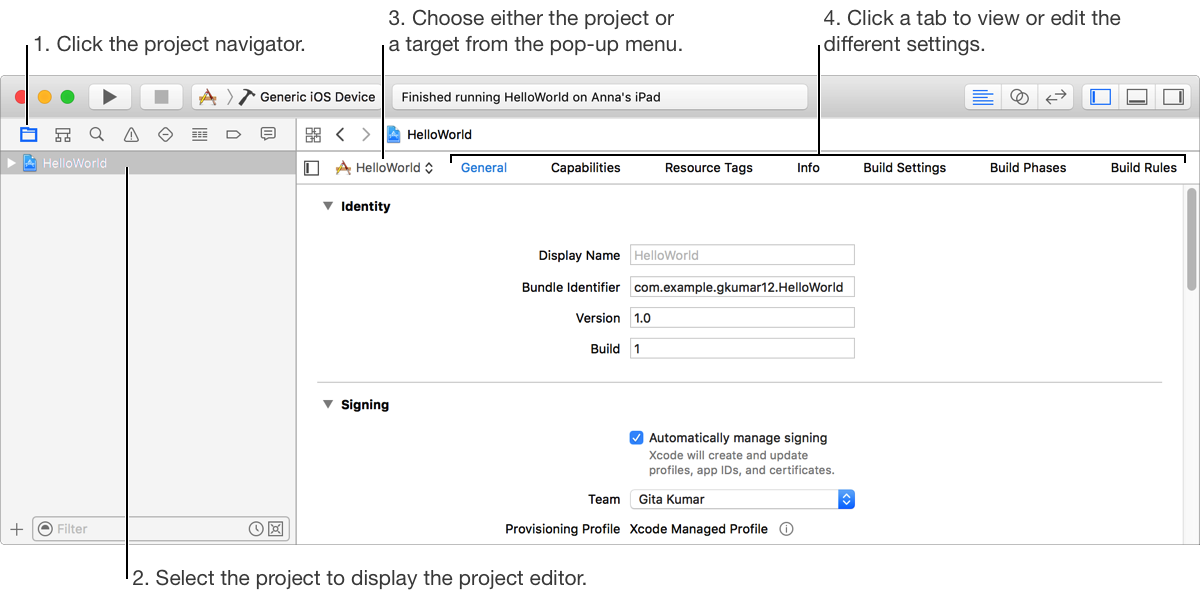 1. Click the project navigator.
3. Choose either the project or
a target from the pop-up menu.
4. Click a tab to view or edit the
different settings.
Generic iOS Device
Finished running HelloWorld on Anna's iPad
HelloWorld
HelloWorld
HelloWorld
General
Capabilities
Resource Tags
Info
Build Settings
Build Phases
Build Rules
Identity
Display Name
HelloWorld
Bundle Identifier
com.example.gkumar12.HelloWorld
Version
1.0
Build
1
Signing
Automatically manage signing
Xcode will create and update
profiles, app IDs, and certificates.
Team
Gita Kumar
Provisioning Profile
Xcode Managed Profile
Filter
2. Select the project to display the project editor.